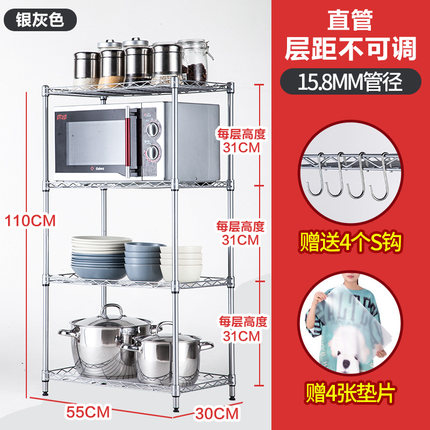 银灰色
直管
层距不可调
15.8MM管径
每层高度
31CM
110CM
每层高度
31CM
赠送4个S钩
每层高度
31CM
赠4张垫片
55CM
30CM